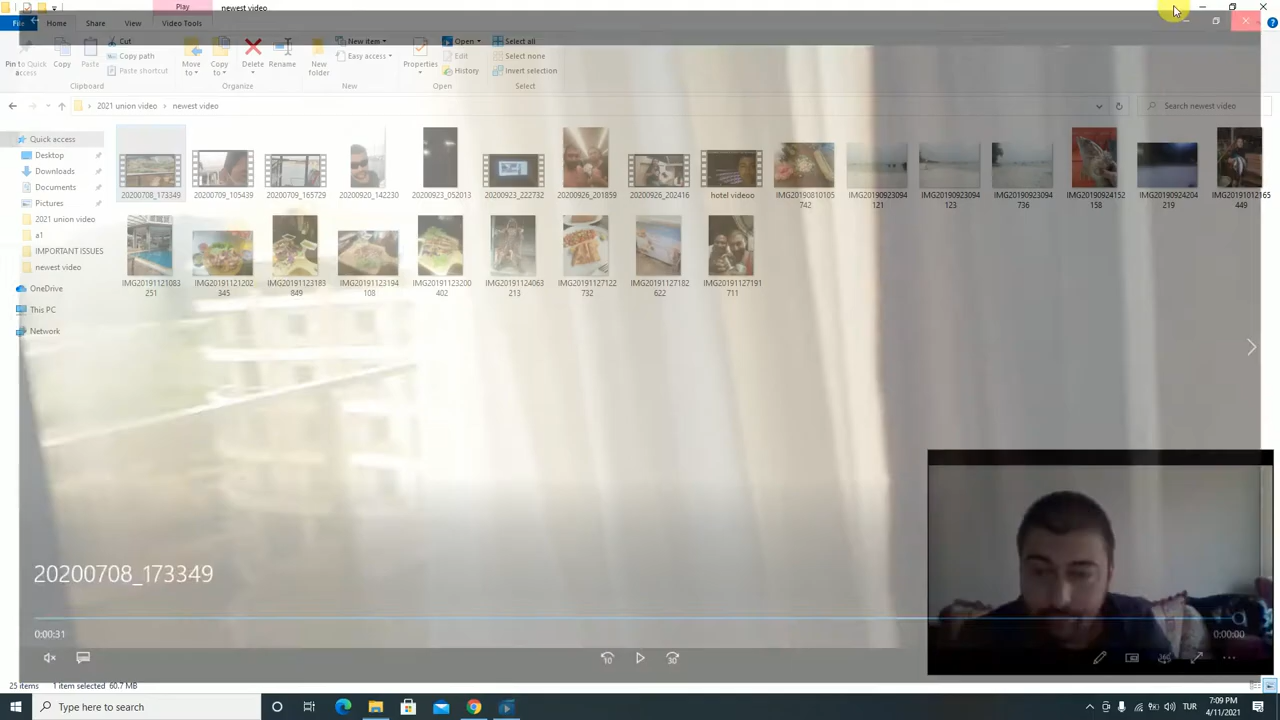 Play
newest video
File
Home
Share
View
Video Tools
Pin to Quick access
Copy
Paste
Cut
Copy path
Paste shortcut
Clipboard
Move to
Copy to
Delete
Rename
Organize
New folder
New item
Easy access
New
Properties
Open
Edit
History
Open
Select all
Select none
Invert selection
Select
2021 union video
newest video
Search newest video
Quick access
Desktop
Downloads
Documents
Pictures
2021 union video
a1
IMPORTANT ISSUES
newest video
OneDrive
This PC
Network
20200708_173349
20200709_105439
20200709_165729
20200920_142230
20200923_052013
20200923_222732
20200926_201859
20200926_202416
hotel videoo
IMG20190810105742
IMG20190923094121
IMG20190923094123
IMG20190923094736
IMG20190924152158
IMG20190924204219
IMG20191012165449
IMG20191121083251
IMG20191121202345
IMG20191123183849
IMG20191123194108
IMG20191123200402
IMG20191124063213
IMG20191127122732
IMG20191127182622
IMG20191127191711
20200708_173349
0:00:31
0:00:00
10
30
25 items
1 item selected
60.7 MB
Type here to search
TUR
7:09 PM
4/11/2021